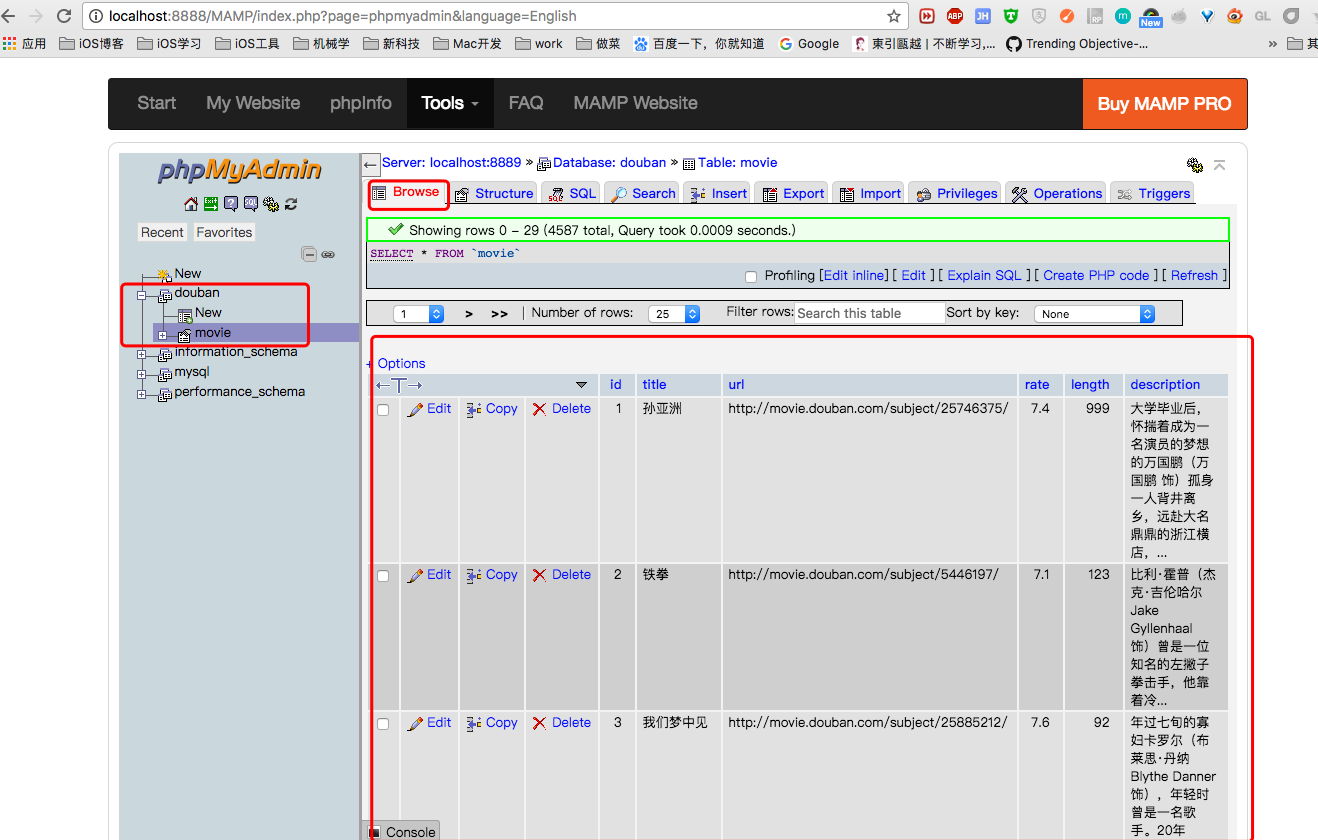 localhost:8888/MAMP/index.php?page=phpmyadmin&language=English
ABP JH RP m New GL
应用 iOS博客 iOS学习 iOS工具 机械学 新科技 Mac开发 work 做菜 百度一下，你就知道 Google 東引甌越 | 不断学习,... Trending Objective-... » 其
Start My Website phpInfo Tools FAQ MAMP Website Buy MAMP PRO
phpMyAdmin
Recent Favorites
New
douban
New
movie
information_schema
mysql
performance_schema
Server: localhost:8889 » Database: douban » Table: movie
Browse Structure SQL Search Insert Export Import Privileges Operations Triggers
Showing rows 0 - 29 (4587 total, Query took 0.0009 seconds.)
SELECT * FROM `movie`
Profiling [Edit inline] [ Edit ] [ Explain SQL ] [ Create PHP code ] [ Refresh ]
1 > >> | Number of rows: 25 Filter rows: Search this table Sort by key: None
+ Options
←T→ id title url rate length description
Edit Copy Delete 1 孙亚洲 http://movie.douban.com/subject/25746375/ 7.4 999 大学毕业后，
怀揣着成为一
名演员的梦想
的万国鹏（万
国鹏 饰）孤身
一人背井离
乡，远赴大名
鼎鼎的浙江横
店，...
Edit Copy Delete 2 铁拳 http://movie.douban.com/subject/5446197/ 7.1 123 比利·霍普（杰
克·吉伦哈尔
Jake
Gyllenhaal
饰）曾是一位
知名的左撇子
拳击手，他靠
着冷...
Edit Copy Delete 3 我们梦中见 http://movie.douban.com/subject/25885212/ 7.6 92 年过七旬的寡
妇卡罗尔（布
莱思·丹纳
Blythe Danner
饰），年轻时
曾是一名歌
手。20年
Console